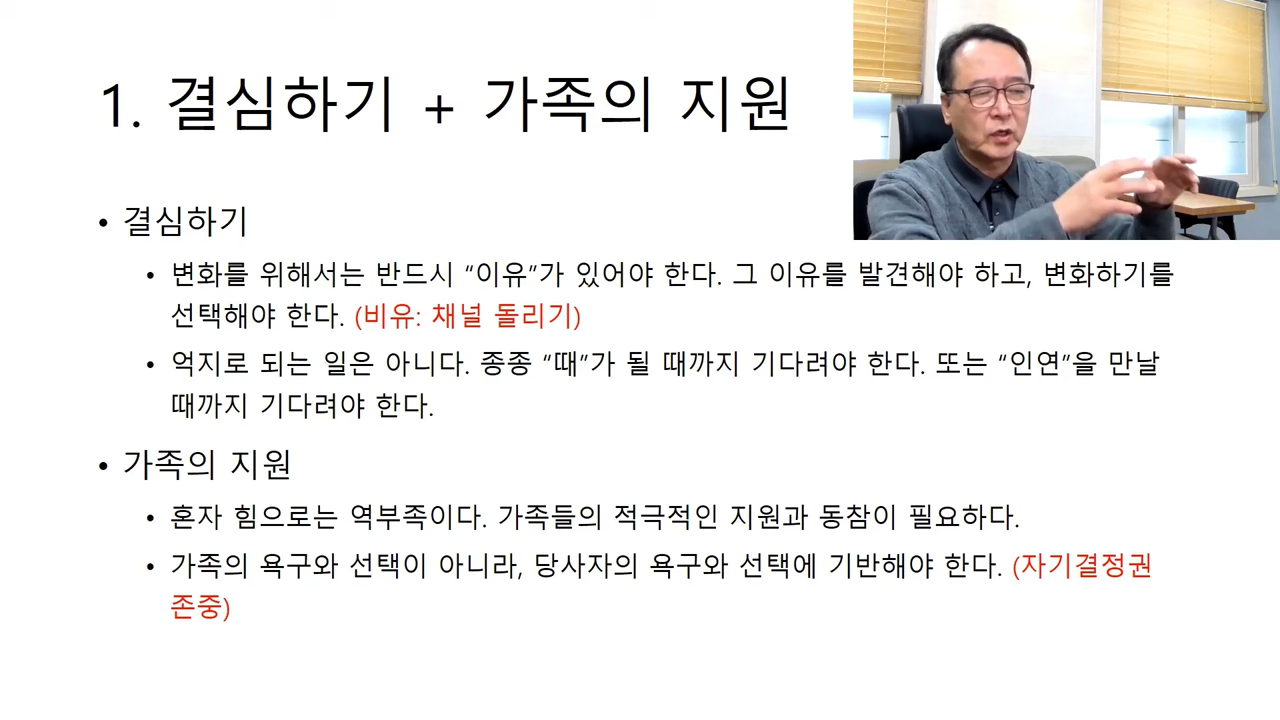 1. 결심하기 + 가족의 지원
• 결심하기
• 변화를 위해서는 반드시 “이유”가 있어야 한다. 그 이유를 발견해야 하고, 변화하기를
선택해야 한다. (비유: 채널 돌리기)
• 억지로 되는 일은 아니다. 종종 “때”가 될 때까지 기다려야 한다. 또는 “인연”을 만날
때까지 기다려야 한다.
• 가족의 지원
• 혼자 힘으로는 역부족이다. 가족들의 적극적인 지원과 동참이 필요하다.
• 가족의 욕구와 선택이 아니라, 당사자의 욕구와 선택에 기반해야 한다. (자기결정권
존중)